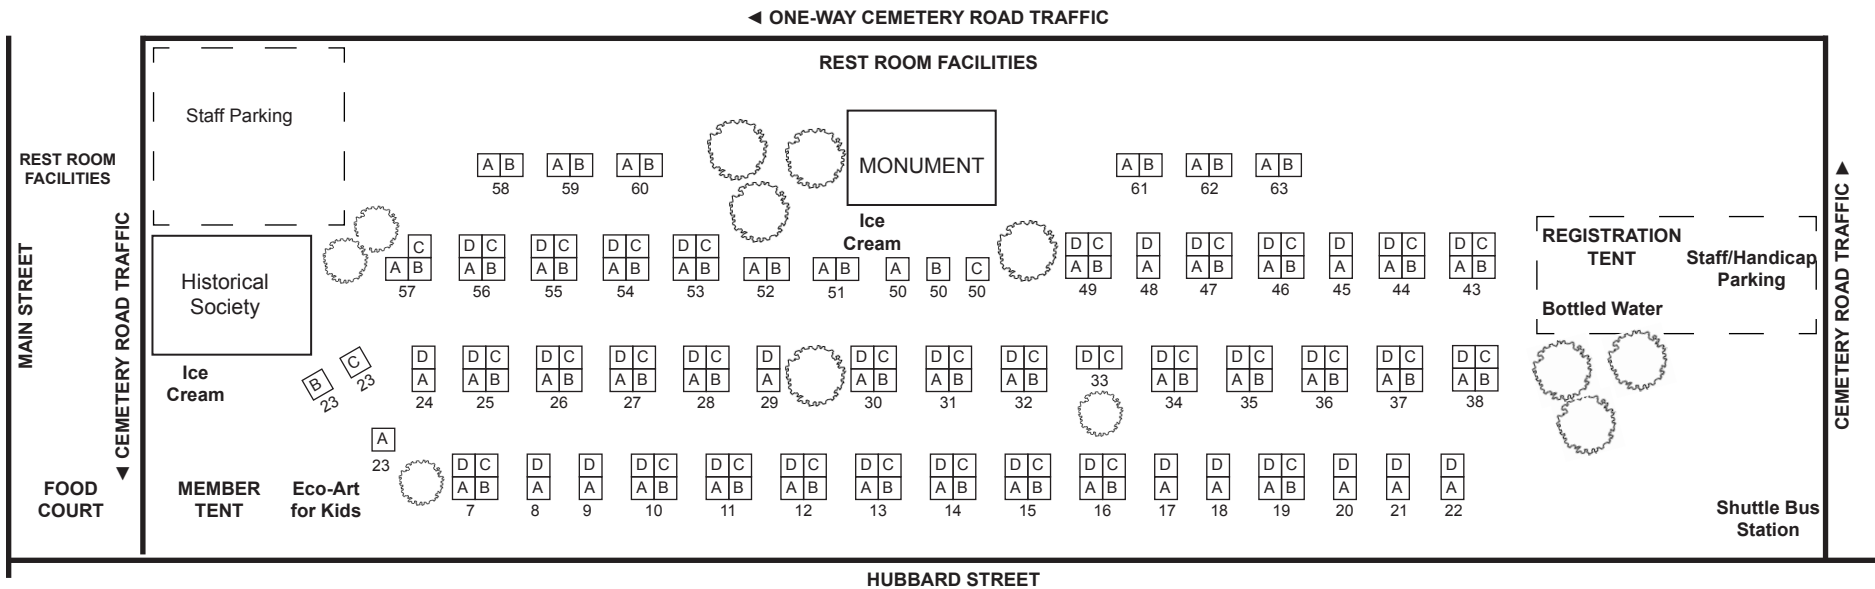 ◄ ONE-WAY CEMETERY ROAD TRAFFIC
REST ROOM FACILITIES
Staff Parking
REST ROOM
FACILITIES
MAIN STREET
◄ CEMETERY ROAD TRAFFIC
MONUMENT
A B A B A B
58 59 60
A B A B A B
61 62 63
Ice
Cream
Historical
Society
C D C D C D C D C
A B A B A B A B A B A B A B A B C
57 56 55 54 53 52 51 50 50 50
D C D D C D C D D C D C
A B A A B A B A A B A B
49 48 47 46 45 44 43
REGISTRATION
TENT
Staff/Handicap
Parking
Bottled Water
CEMETERY ROAD TRAFFIC ►
Ice
Cream
B
23
C
23
D D C D C D C D C D D C D C D C D C D C D C D C D C D C
A A B A B A B A B A A B A B A B A B A B A B A B A B
24 25 26 27 28 29 30 31 32 33 34 35 36 37 38
A
23
D C D D D C D C D C D C D C D C D C D D D C D D D
A B A A A B A B A B A B A B A B A B A A A B A A A
7 8 9 10 11 12 13 14 15 16 17 18 19 20 21 22
FOOD
COURT
MEMBER
TENT
Eco-Art
for Kids
Shuttle Bus
Station
HUBBARD STREET